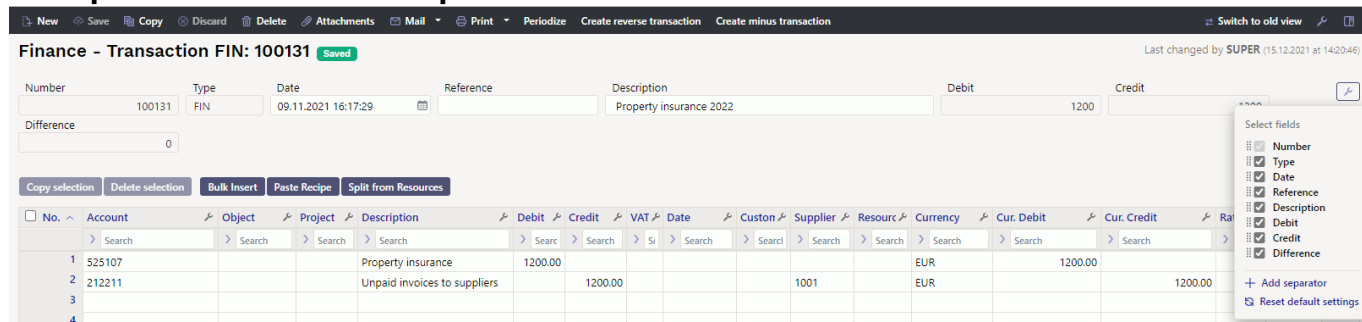 New Save Copy Discard Delete Attachments Mail Print Periodize Create reverse transaction Create minus transaction Switch to old view
Finance - Transaction FIN: 100131 Saved Last changed by SUPER (15.12.2021 at 14:20:46)
Number Type Date Reference Description Debit Credit
100131 FIN 09.11.2021 16:17:29 Property insurance 2022 1200
Difference
0
Select fields
Number
Type
Date
Reference
Description
Debit
Credit
Difference
+ Add separator
Reset default settings
Copy selection Delete selection Bulk Insert Paste Recipe Split from Resources
No. Account Object Project Description Debit Credit VAT Date Custom Supplier Resourc Currency Cur. Debit Cur. Credit
> Search > Search > Search > Search > Searc > Search > > Search > Searcl > Search > Search > Search > Search > Search >
1 525107 Property insurance 1200.00 EUR 1200.00
2 212211 Unpaid invoices to suppliers 1200.00 1001 EUR 1200.00
3
4